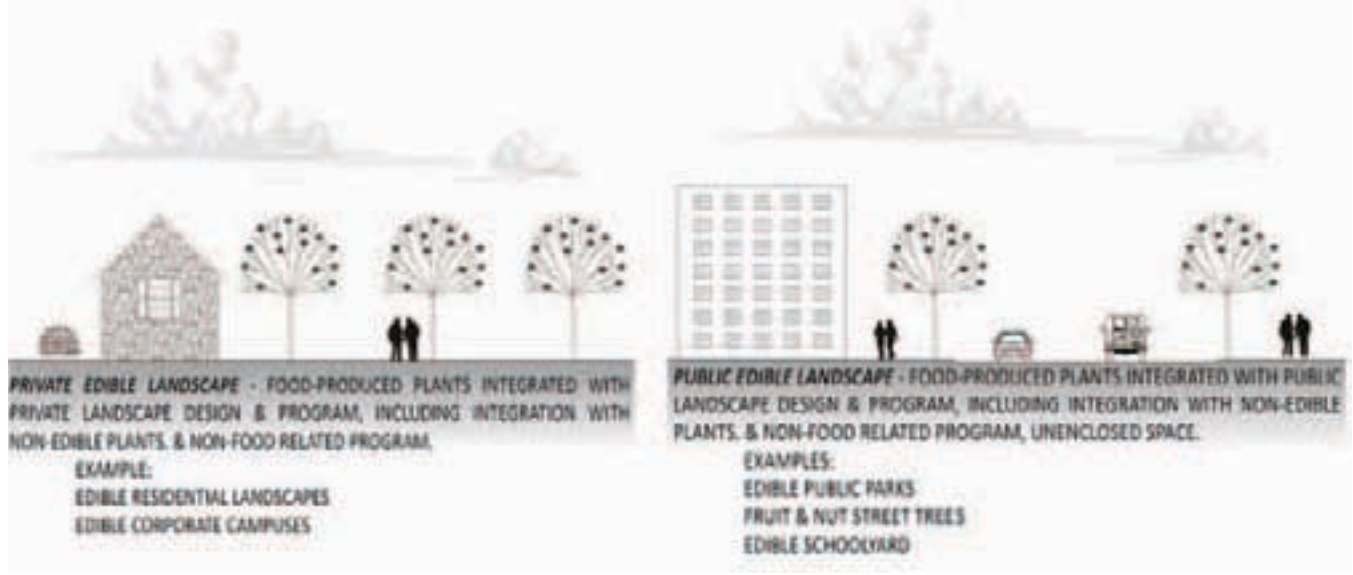 PRIVATE EDIBLE LANDSCAPE - FOOD-PRODUCED PLANTS INTEGRATED WITH
PRIVATE LANDSCAPE DESIGN & PROGRAM, INCLUDING INTEGRATION WITH
NON-EDIBLE PLANTS. & NON-FOOD RELATED PROGRAM.
EXAMPLE:
EDIBLE RESIDENTIAL LANDSCAPES
EDIBLE CORPORATE CAMPUSES
PUBLIC EDIBLE LANDSCAPE - FOOD-PRODUCED PLANTS INTEGRATED WITH PUBLIC
LANDSCAPE DESIGN & PROGRAM, INCLUDING INTEGRATION WITH NON-EDIBLE
PLANTS. & NON-FOOD RELATED PROGRAM, UNENCLOSED SPACE.
EXAMPLES:
EDIBLE PUBLIC PARKS
FRUIT & NUT STREET TREES
EDIBLE SCHOOLYARD